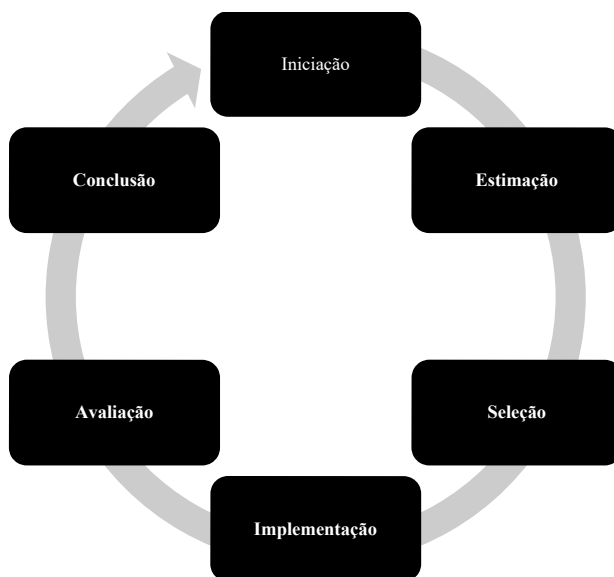 Iniciação
Estimação
Seleção
Implementação
Avaliação
Conclusão